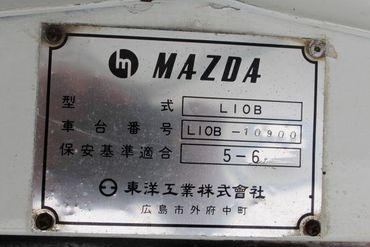 MAZDA
型式 L10B
車台番号 L10B-10900
保安基準適合 5-6
東洋工業株式會社
広島市外府中町